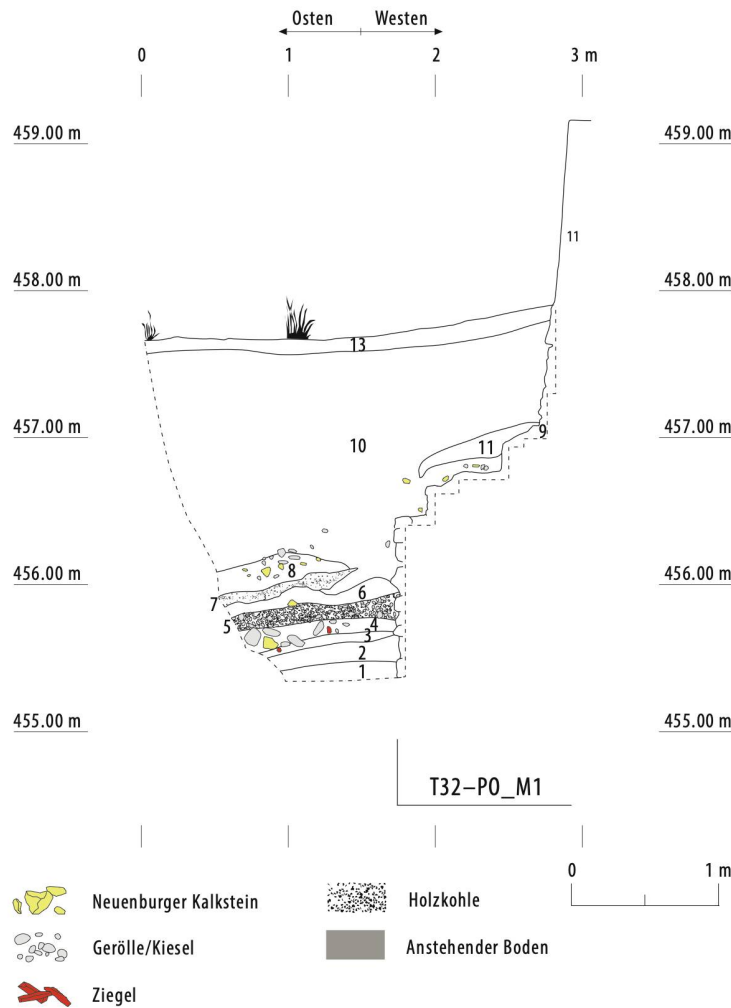 Osten Westen
0 1 2 3 m
459.00 m 459.00 m
11
458.00 m 458.00 m
13
457.00 m 457.00 m
9
10
11
456.00 m 456.00 m
8
7
6
5
4
3
2
1
455.00 m 455.00 m
T32–PO_M1
0 1 m
Neuenburger Kalkstein
Holzkohle
Gerölle/Kiesel
Anstehender Boden
Ziegel